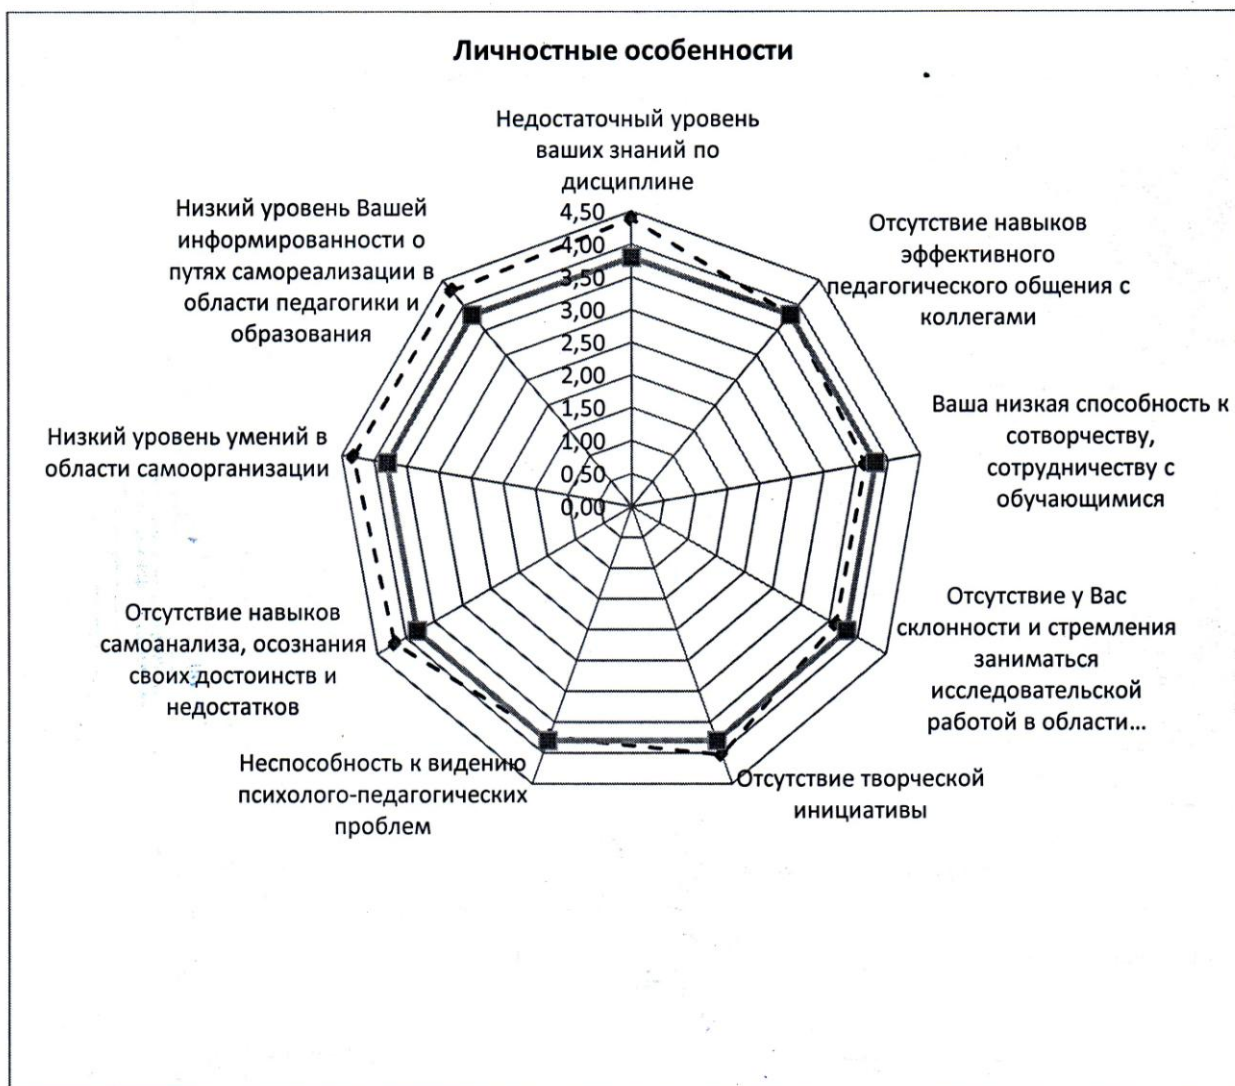 Личностные особенности
Недостаточный уровень
ваших знаний по
дисциплине
Отсутствие навыков
эффективного
педагогического общения с
коллегами
Ваша низкая способность к
сотворчеству,
сотрудничеству с
обучающимися
Отсутствие у Вас
склонности и стремления
заниматься
исследовательской
работой в области...
Отсутствие творческой
инициативы
Неспособность к видению
психолого-педагогических
проблем
Отсутствие навыков
самоанализа, осознания
своих достоинств и
недостатков
Низкий уровень умений в
области самоорганизации
Низкий уровень Вашей
информированности о
путях самореализации в
области педагогики и
образования
4,50
4,00
3,50
3,00
2,50
2,00
1,50
1,00
0,50
0,00